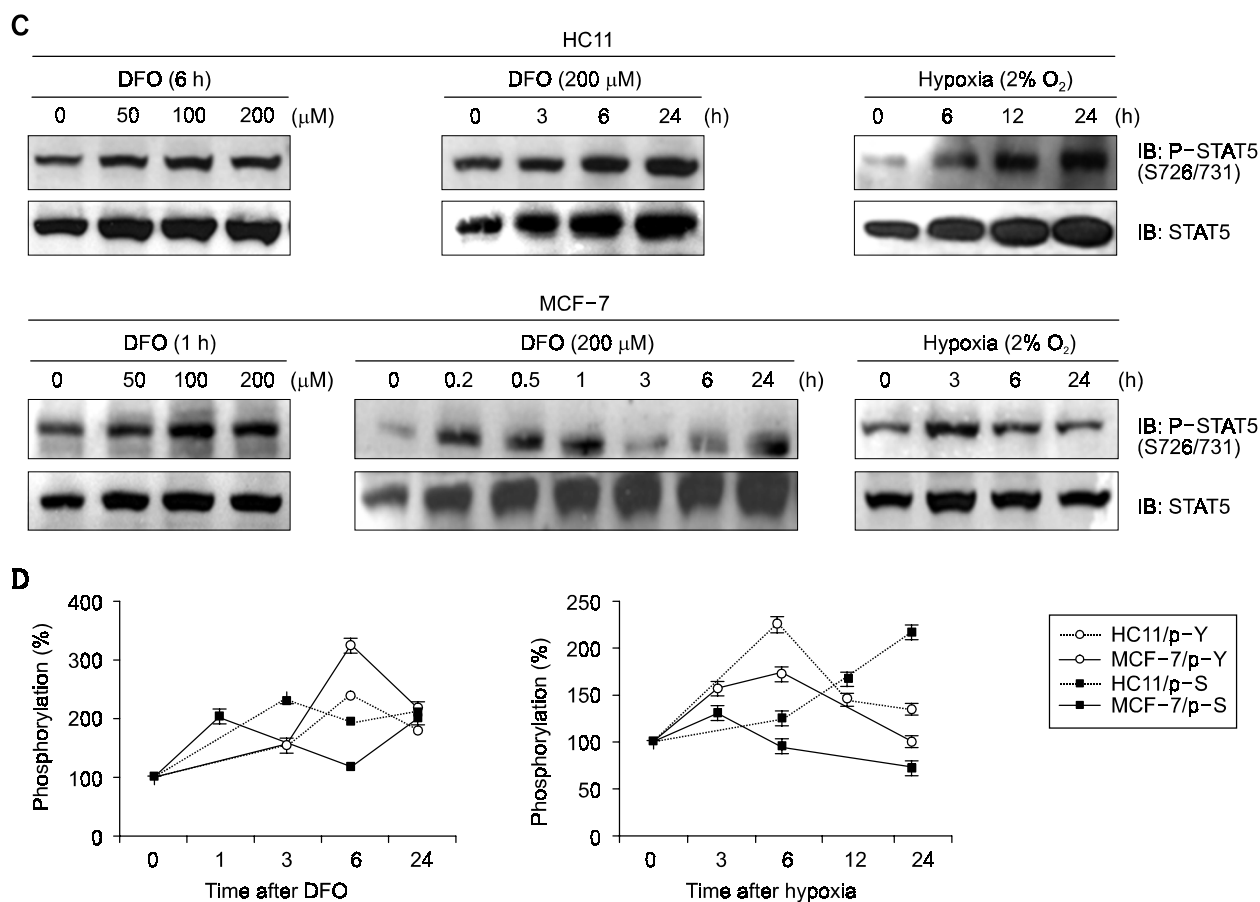 C
HC11
DFO (6 h) DFO (200 μM) Hypoxia (2% O₂)
0 50 100 200 (μM) 0 3 6 24 (h) 0 6 12 24 (h)
IB: P−STAT5
(S726/731)
IB: STAT5
MCF−7
DFO (1 h) DFO (200 μM) Hypoxia (2% O₂)
0 50 100 200 (μM) 0 0.2 0.5 1 3 6 24 (h) 0 3 6 24 (h)
IB: P−STAT5
(S726/731)
IB: STAT5
D
Phosphorylation (%)
400
300
200
100
0
0 1 3 6 24
Time after DFO
Phosphorylation (%)
250
200
150
100
50
0
0 3 6 12 24
Time after hypoxia
HC11/p−Y
MCF−7/p−Y
HC11/p−S
MCF−7/p−S